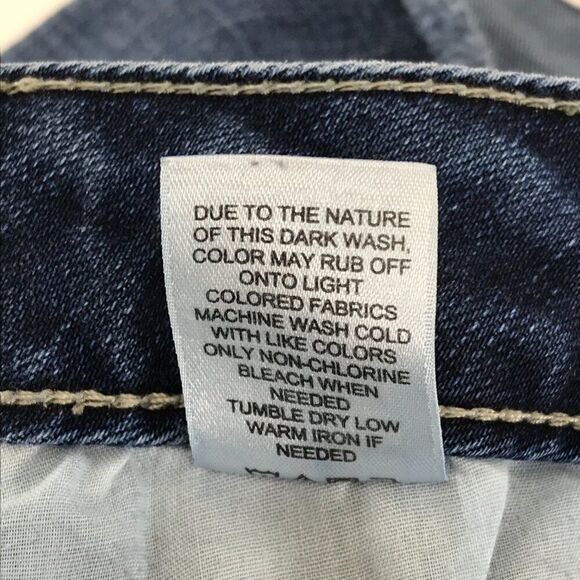 DUE TO THE NATURE
OF THIS DARK WASH,
COLOR MAY RUB OFF
ONTO LIGHT
COLORED FABRICS
MACHINE WASH COLD
WITH LIKE COLORS
ONLY NON-CHLORINE
BLEACH WHEN
NEEDED
TUMBLE DRY LOW
WARM IRON IF
NEEDED